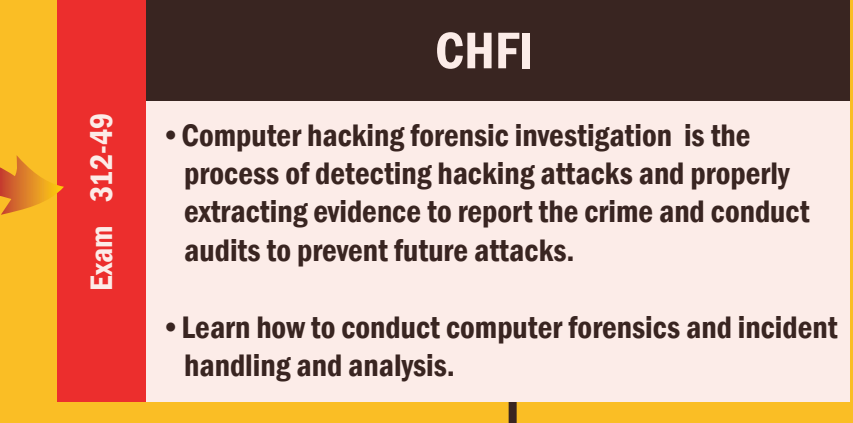 CHFI
Exam 312-49
• Computer hacking forensic investigation is the
process of detecting hacking attacks and properly
extracting evidence to report the crime and conduct
audits to prevent future attacks.
• Learn how to conduct computer forensics and incident
handling and analysis.